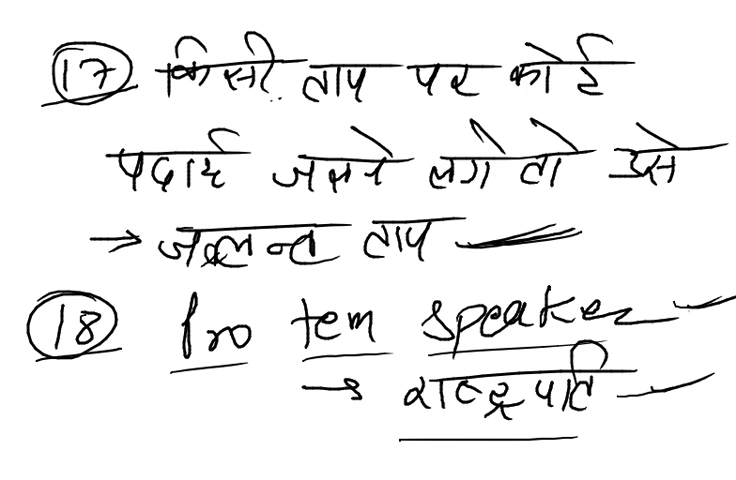 17 किसी ताप पर कोई
पदार्थ जलने लगे तो उसे
→ ज्वलन्त ताप
18 Pro tem speaker
→ राष्ट्रपति